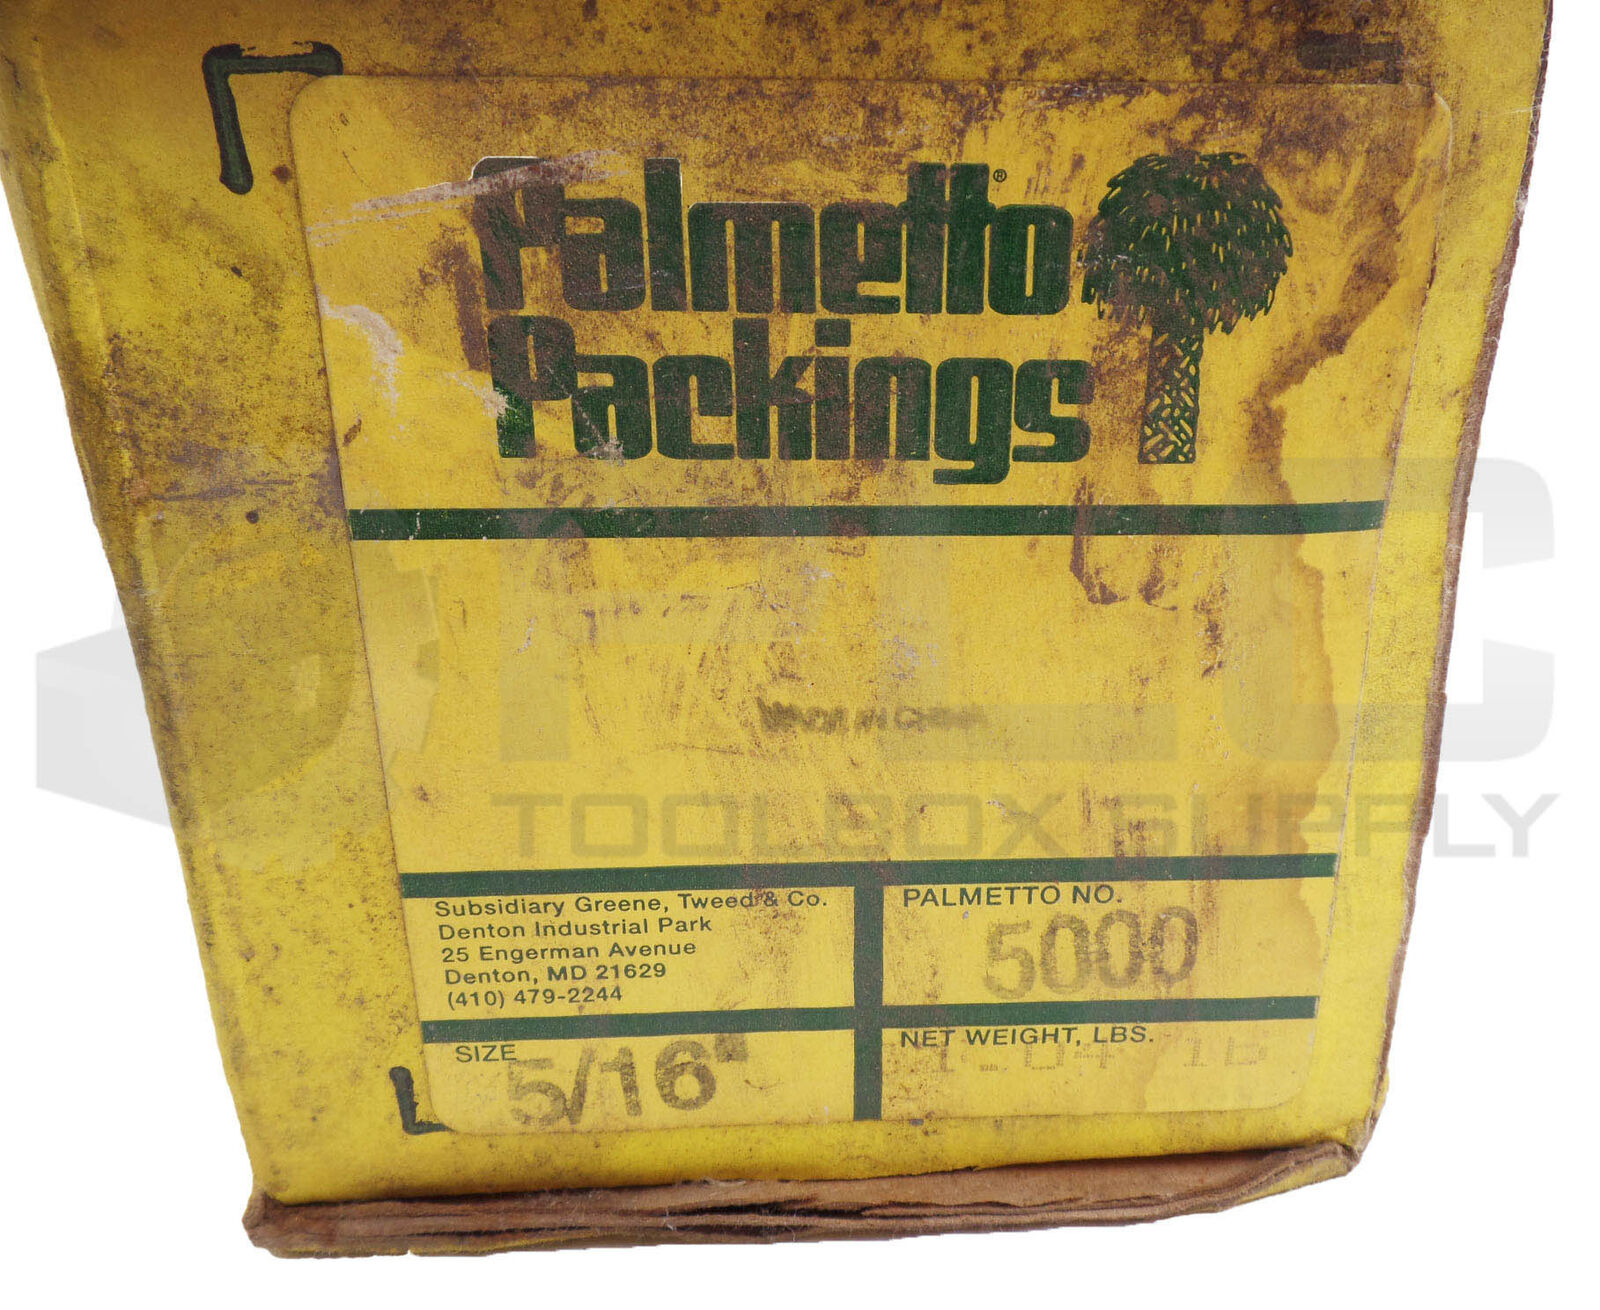 Palmetto®
Packings
MADE IN CHINA
TOOLBOX SUPPLY
Subsidiary Greene, Tweed & Co.
Denton Industrial Park
25 Engerman Avenue
Denton, MD 21629
(410) 479-2244
PALMETTO NO.
5000
SIZE
5/16"
NET WEIGHT, LBS.